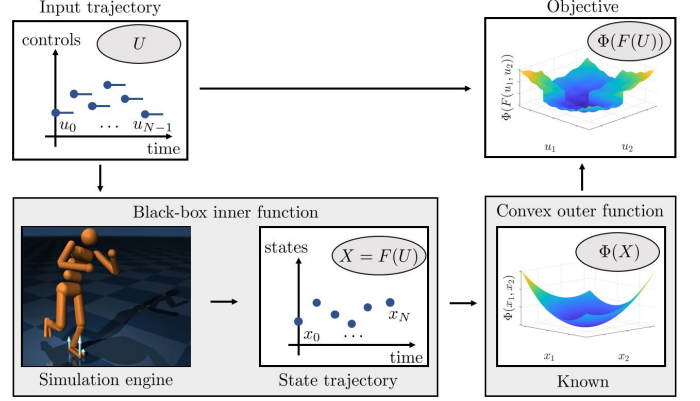 Input trajectory
controls
U
u_0 ... u_{N-1}
time
Objective
Φ(F(U))
Φ(F(u_1, u_2))
u_1
u_2
Black-box inner function
Simulation engine
states
X = F(U)
x_0 ... x_N
time
State trajectory
Convex outer function
Φ(X)
Φ(x_1, x_2)
x_1
x_2
Known